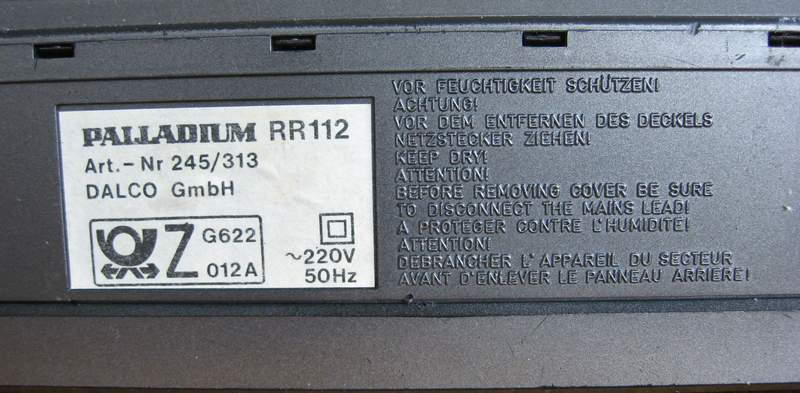 PALLADIUM RR112
Art.-Nr 245/313
DALCO GmbH
Z G622
012A
~220V
50Hz
VOR FEUCHTIGKEIT SCHÜTZEN!
ACHTUNG!
VOR DEM ENTFERNEN DES DECKELS
NETZSTECKER ZIEHEN!
KEEP DRY!
ATTENTION!
BEFORE REMOVING COVER BE SURE
TO DISCONNECT THE MAINS LEAD!
A PROTEGER CONTRE L'HUMIDITE!
ATTENTION!
DEBRANCHER L'APPAREIL DU SECTEUR
AVANT D'ENLEVER LE PANNEAU ARRIERE!